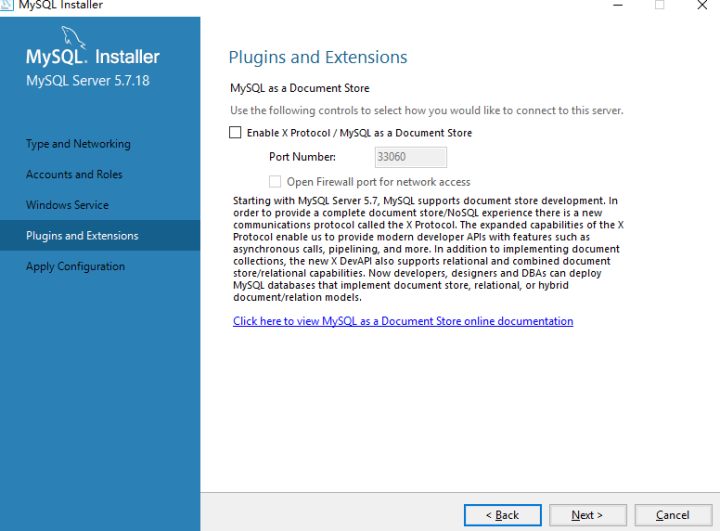 MySQL Installer
MySQL. Installer
MySQL Server 5.7.18
Type and Networking
Accounts and Roles
Windows Service
Plugins and Extensions
Apply Configuration
Plugins and Extensions
MySQL as a Document Store
Use the following controls to select how you would like to connect to this server.
Enable X Protocol / MySQL as a Document Store
Port Number:
33060
Open Firewall port for network access
Starting with MySQL Server 5.7, MySQL supports document store development. In
order to provide a complete document store/NoSQL experience there is a new
communications protocol called the X Protocol. The expanded capabilities of the X
Protocol enable us to provide modern developer APIs with features such as
asynchronous calls, pipelining, and more. In addition to implementing document
collections, the new X DevAPI also supports relational and combined document
store/relational capabilities. Now developers, designers and DBAs can deploy
MySQL databases that implement document store, relational, or hybrid
document/relation models.
Click here to view MySQL as a Document Store online documentation
< Back
Next >
Cancel